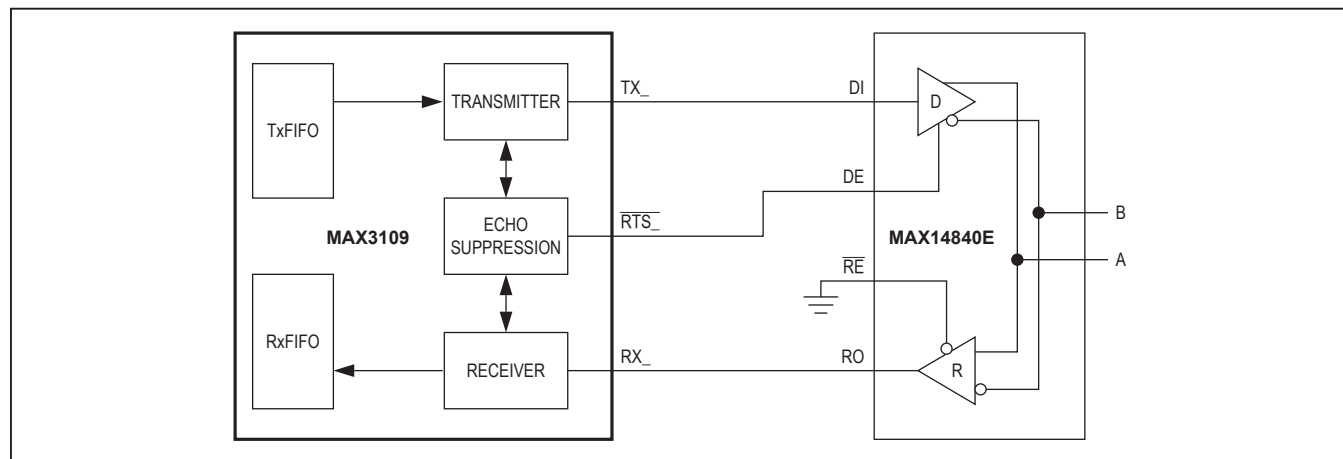 TxFIFO
TRANSMITTER
TX_
DI
D
DE
ECHO
SUPPRESSION
RTS_
MAX3109
MAX14840E
B
A
RE
RxFIFO
RECEIVER
RX_
RO
R